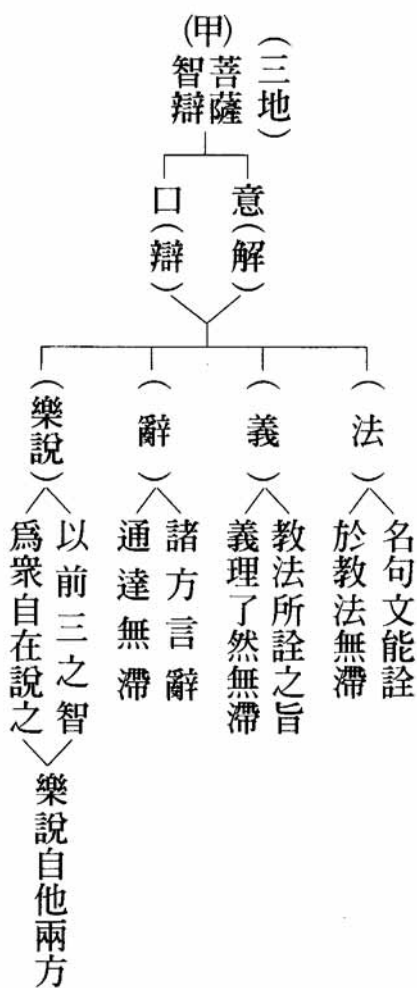 （三地）
(甲)菩薩
智辯
意（解）
口（辯）
（法）
名句文能詮
於教法無滯
（義）
教法所詮之旨
義理了然無滯
（辭）
諸方言辭
通達無滯
（樂說）
以前三之智
爲衆自在說之
樂說自他兩方